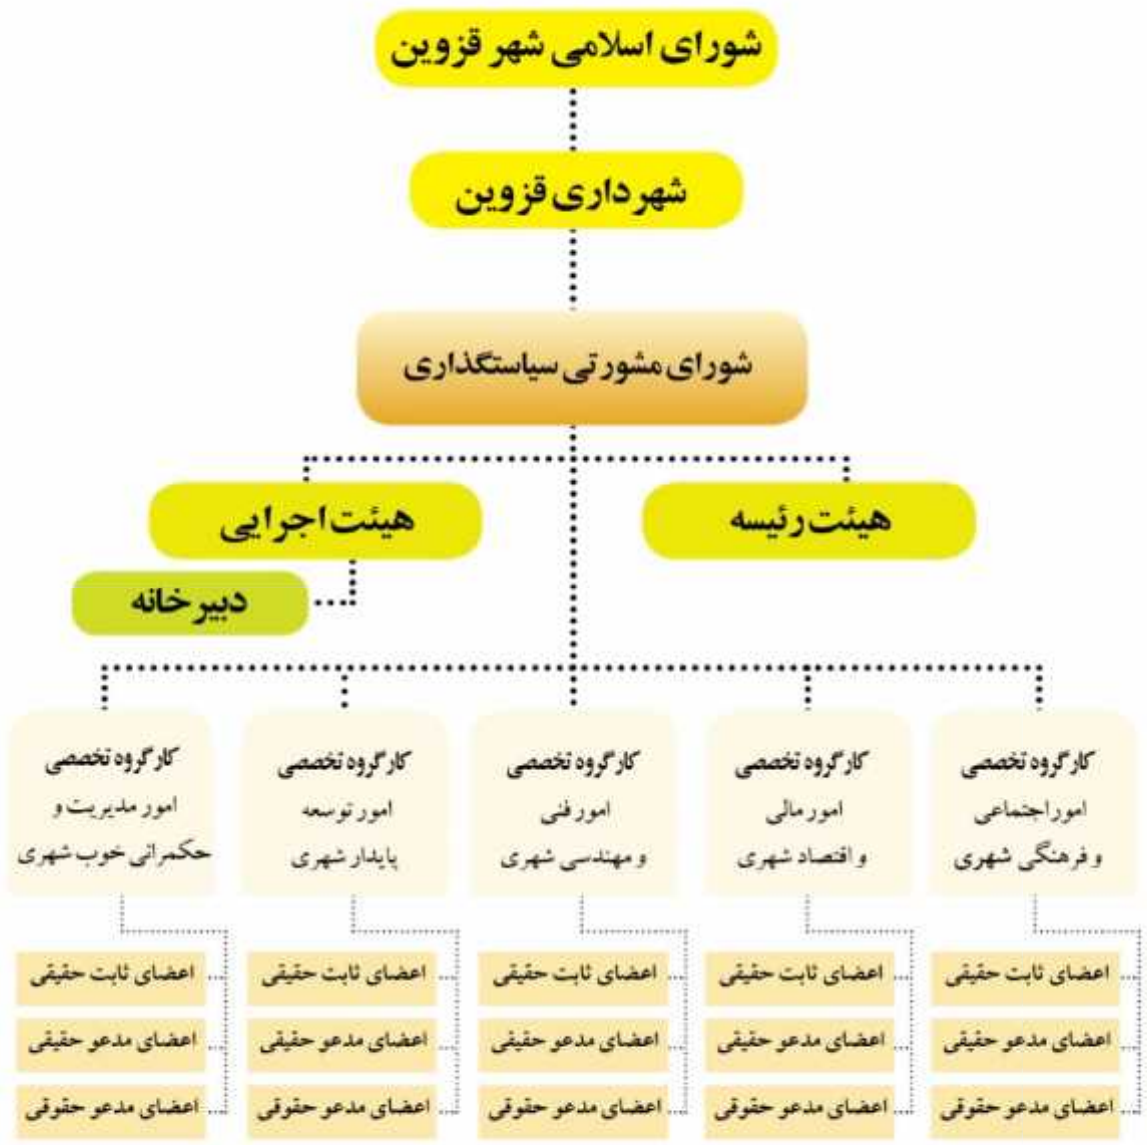 شورای اسلامی شهر قزوین
شهرداری قزوین
شورای مشورتی سیاستگذاری
هیئت رئیسه
هیئت اجرایی
دبیرخانه
کارگروه تخصصی
امور اجتماعی
و فرهنگی شهری
کارگروه تخصصی
امور مالی
و اقتصاد شهری
کارگروه تخصصی
امور فنی
و مهندسی شهری
کارگروه تخصصی
امور توسعه
پایدار شهری
کارگروه تخصصی
امور مدیریت و
حکمرانی خوب شهری
اعضای ثابت حقیقی
اعضای مدعو حقیقی
اعضای مدعو حقوقی
اعضای ثابت حقیقی
اعضای مدعو حقیقی
اعضای مدعو حقوقی
اعضای ثابت حقیقی
اعضای مدعو حقیقی
اعضای مدعو حقوقی
اعضای ثابت حقیقی
اعضای مدعو حقیقی
اعضای مدعو حقوقی
اعضای ثابت حقیقی
اعضای مدعو حقیقی
اعضای مدعو حقوقی